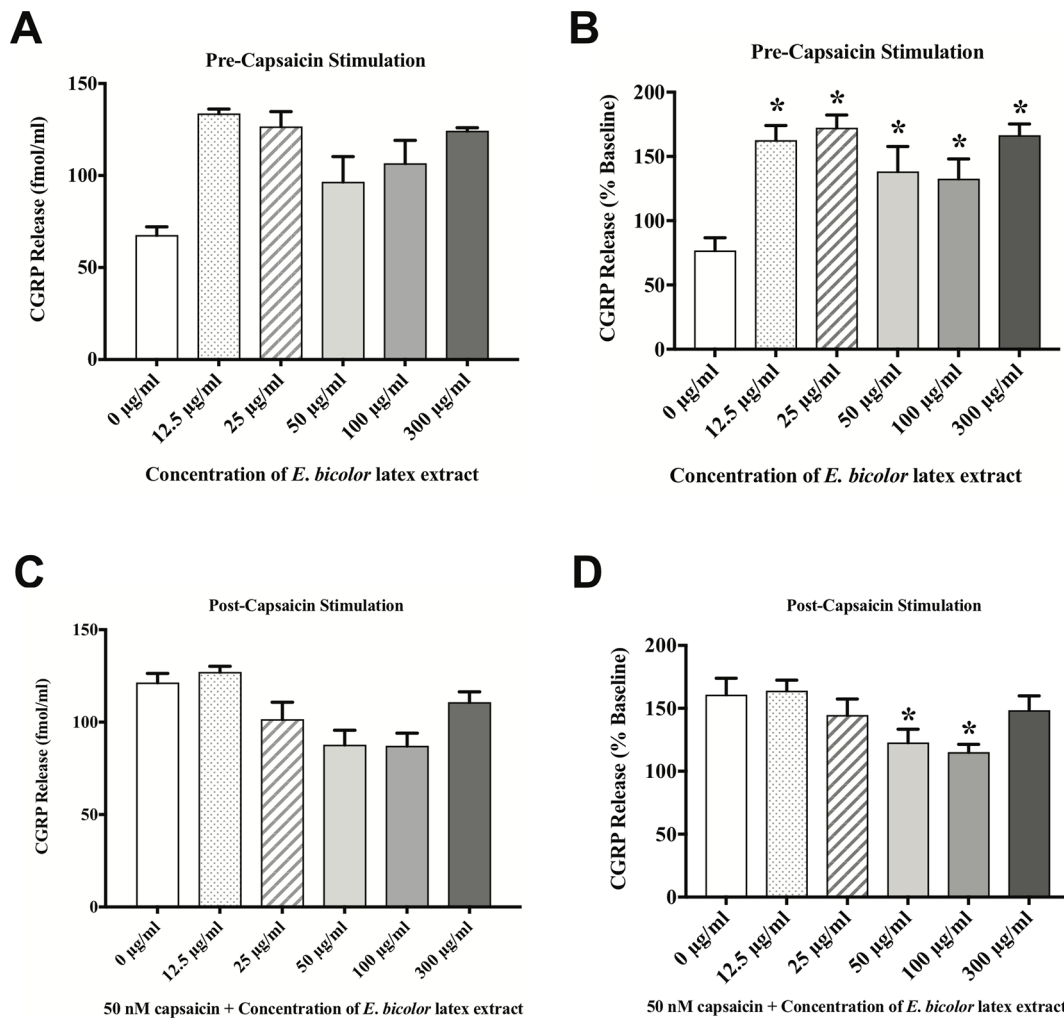 A
Pre-Capsaicin Stimulation
CGRP Release (fmol/ml)
150
100
50
0
0 µg/ml
12.5 µg/ml
25 µg/ml
50 µg/ml
100 µg/ml
300 µg/ml
Concentration of E. bicolor latex extract
B
Pre-Capsaicin Stimulation
CGRP Release (% Baseline)
200
150
100
50
0
* * * * *
0 µg/ml
12.5 µg/ml
25 µg/ml
50 µg/ml
100 µg/ml
300 µg/ml
Concentration of E. bicolor latex extract
C
Post-Capsaicin Stimulation
CGRP Release (fmol/ml)
150
100
50
0
0 µg/ml
12.5 µg/ml
25 µg/ml
50 µg/ml
100 µg/ml
300 µg/ml
50 nM capsaicin + Concentration of E. bicolor latex extract
D
Post-Capsaicin Stimulation
CGRP Release (% Baseline)
200
150
100
50
0
* *
0 µg/ml
12.5 µg/ml
25 µg/ml
50 µg/ml
100 µg/ml
300 µg/ml
50 nM capsaicin + Concentration of E. bicolor latex extract